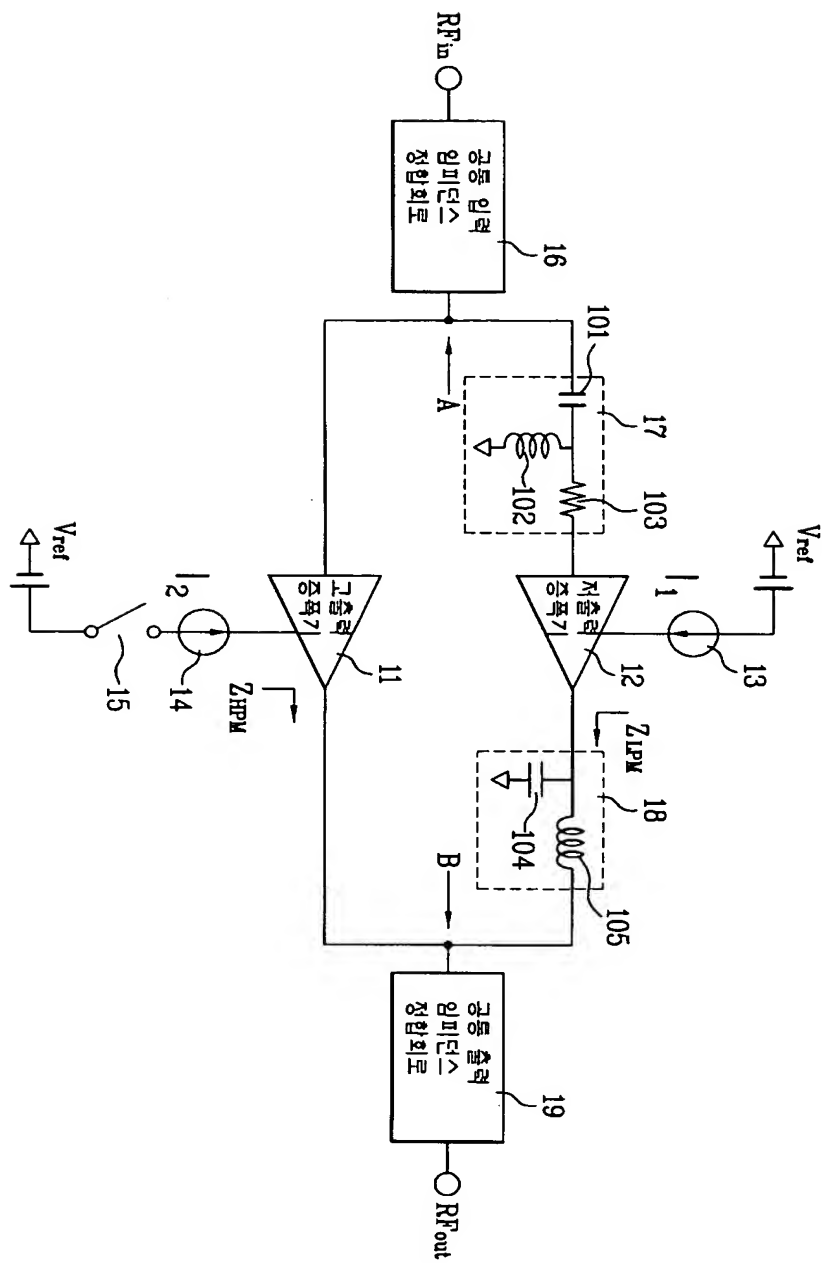 RFin
공통 입력
임피던스
정합회로
16
A
101
17
102
103
Vref
I1
13
저출력
증폭기
12
ZLPM
18
104
105
고출력
증폭기
11
ZHPM
I2
14
15
Vref
B
공통 출력
임피던스
정합회로
19
RFout